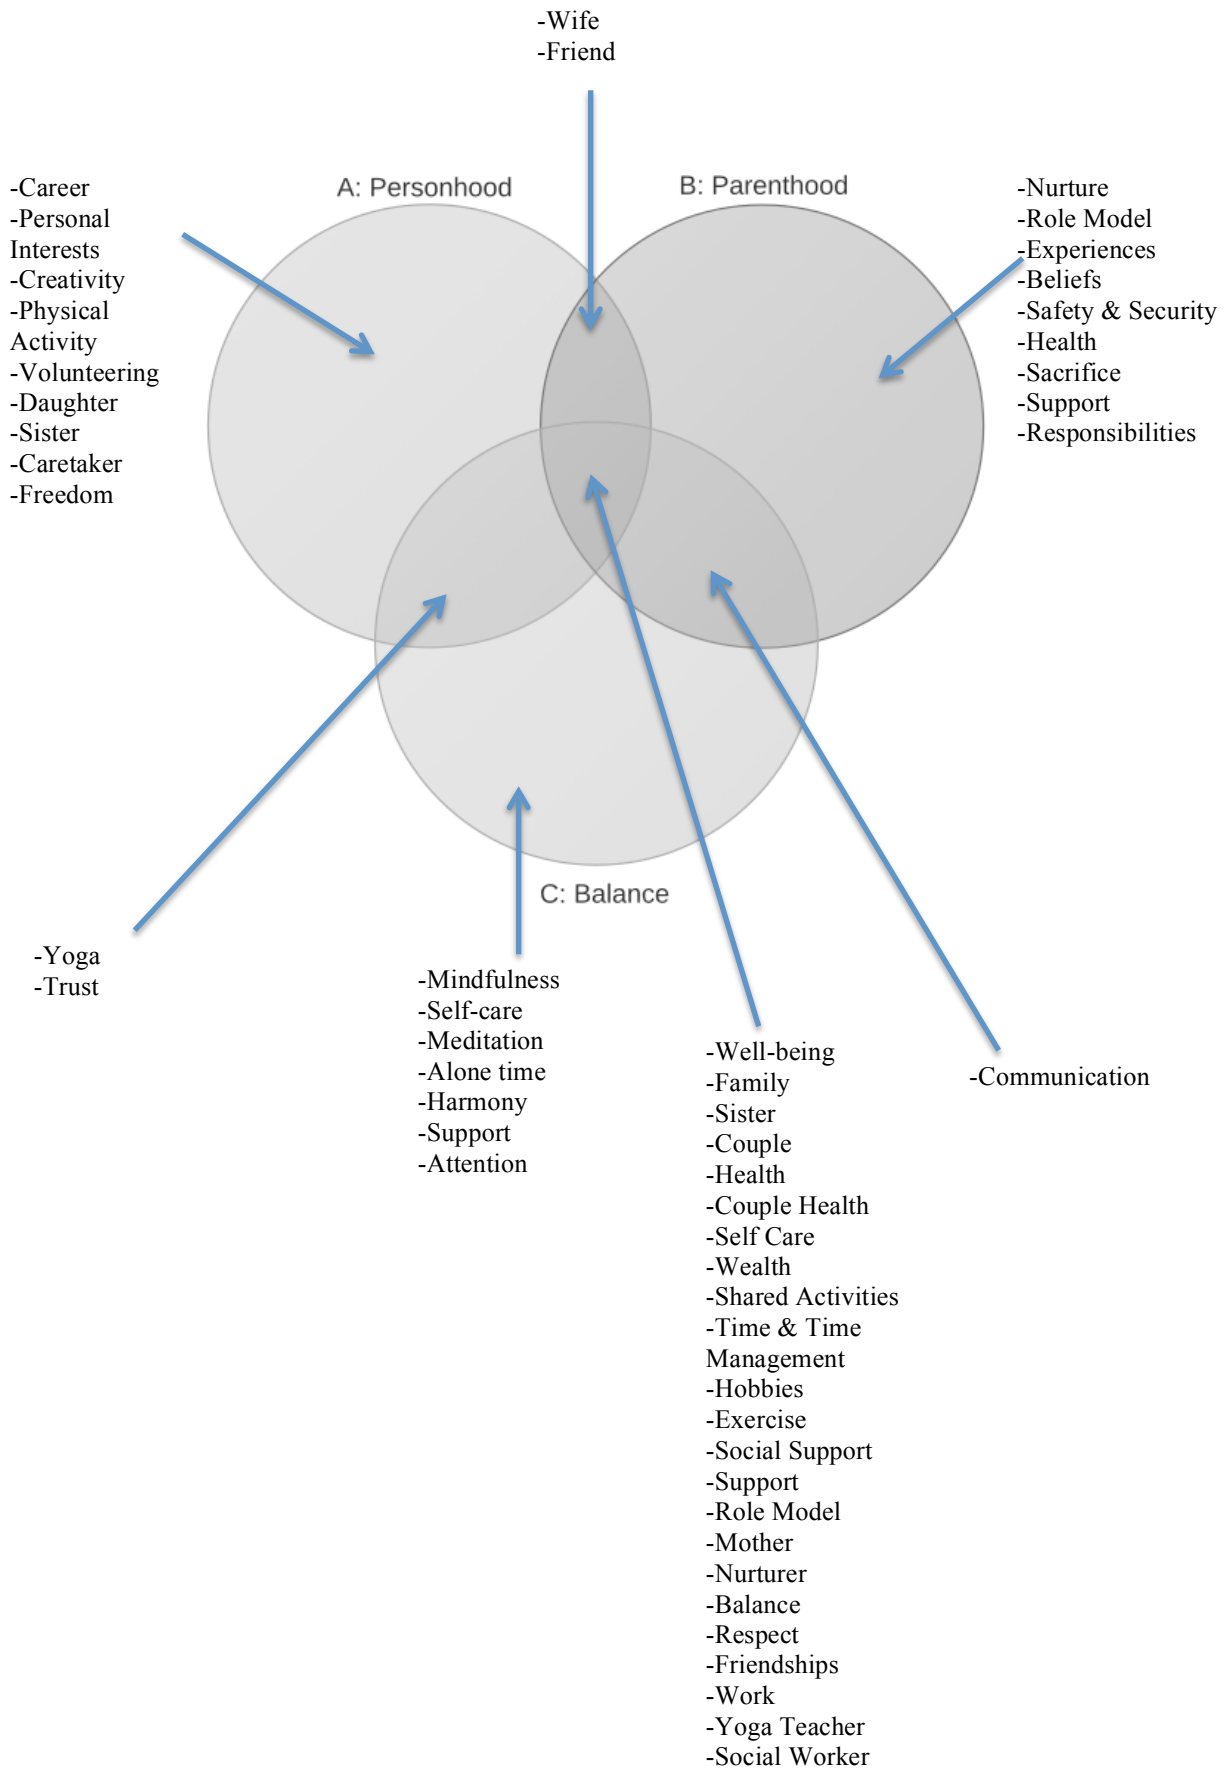 -Wife
-Friend
A: Personhood
B: Parenthood
-Career
-Personal
Interests
-Creativity
-Physical
Activity
-Volunteering
-Daughter
-Sister
-Caretaker
-Freedom
-Nurture
-Role Model
-Experiences
-Beliefs
-Safety & Security
-Health
-Sacrifice
-Support
-Responsibilities
C: Balance
-Yoga
-Trust
-Mindfulness
-Self-care
-Meditation
-Alone time
-Harmony
-Support
-Attention
-Well-being
-Family
-Sister
-Couple
-Health
-Couple Health
-Self Care
-Wealth
-Shared Activities
-Time & Time
Management
-Hobbies
-Exercise
-Social Support
-Support
-Role Model
-Mother
-Nurturer
-Balance
-Respect
-Friendships
-Work
-Yoga Teacher
-Social Worker
-Communication